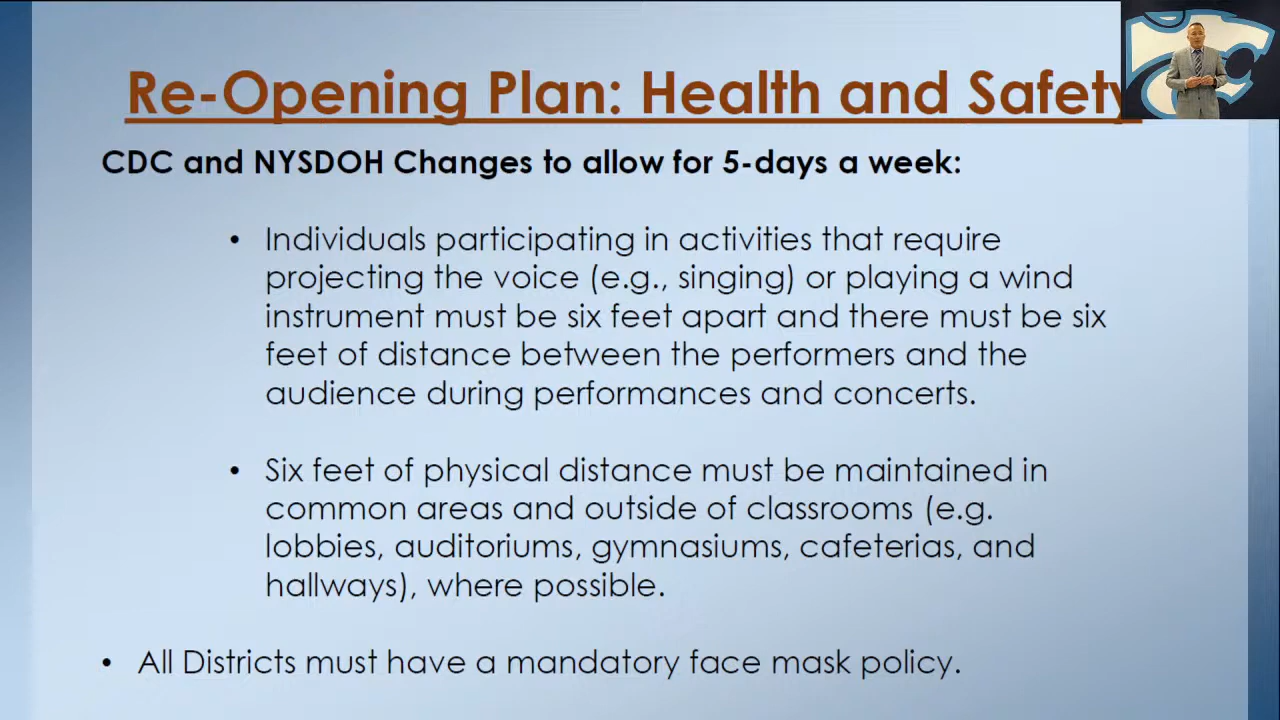 Re-Opening Plan: Health and Safety
CDC and NYSDOH Changes to allow for 5-days a week:
• Individuals participating in activities that require
projecting the voice (e.g., singing) or playing a wind
instrument must be six feet apart and there must be six
feet of distance between the performers and the
audience during performances and concerts.
• Six feet of physical distance must be maintained in
common areas and outside of classrooms (e.g.
lobbies, auditoriums, gymnasiums, cafeterias, and
hallways), where possible.
• All Districts must have a mandatory face mask policy.